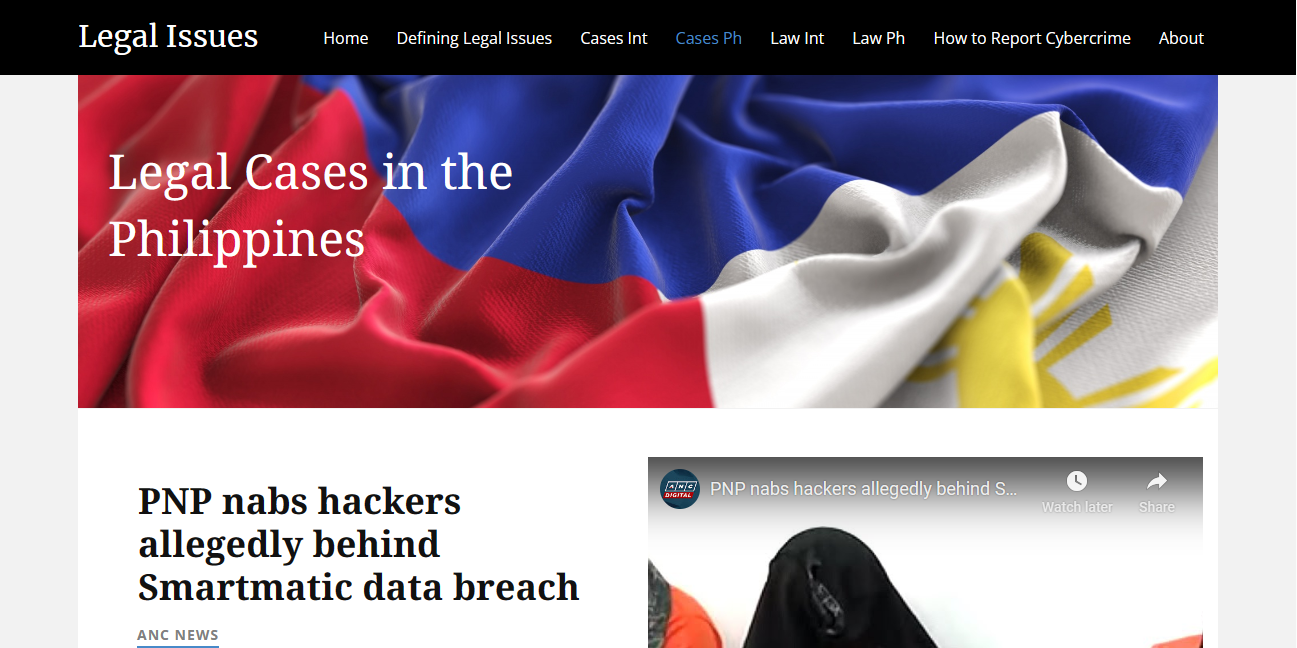 Legal Issues
Home Defining Legal Issues Cases Int Cases Ph Law Int Law Ph How to Report Cybercrime About
Legal Cases in the
Philippines
PNP nabs hackers
allegedly behind
Smartmatic data breach
ANC NEWS
ANC
DIGITAL
PNP nabs hackers allegedly behind S...
Watch later
Share